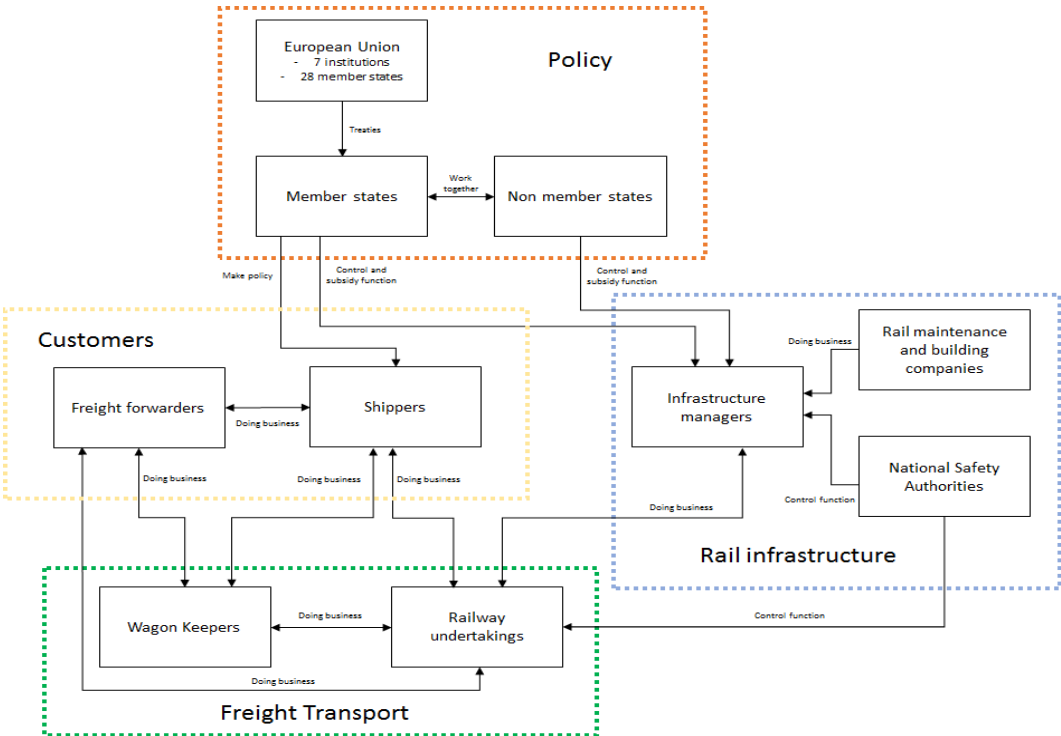 European Union
- 7 institutions
- 28 member states
Policy
Treaties
Member states
Work
together
Non member states
Make policy
Control and
subsidy function
Control and
subsidy function
Customers
Freight forwarders
Doing business
Shippers
Infrastructure
managers
Doing business
Rail maintenance
and building
companies
National Safety
Authorities
Control function
Doing business
Doing business
Doing business
Doing business
Rail infrastructure
Wagon Keepers
Doing business
Railway
undertakings
Control function
Doing business
Freight Transport